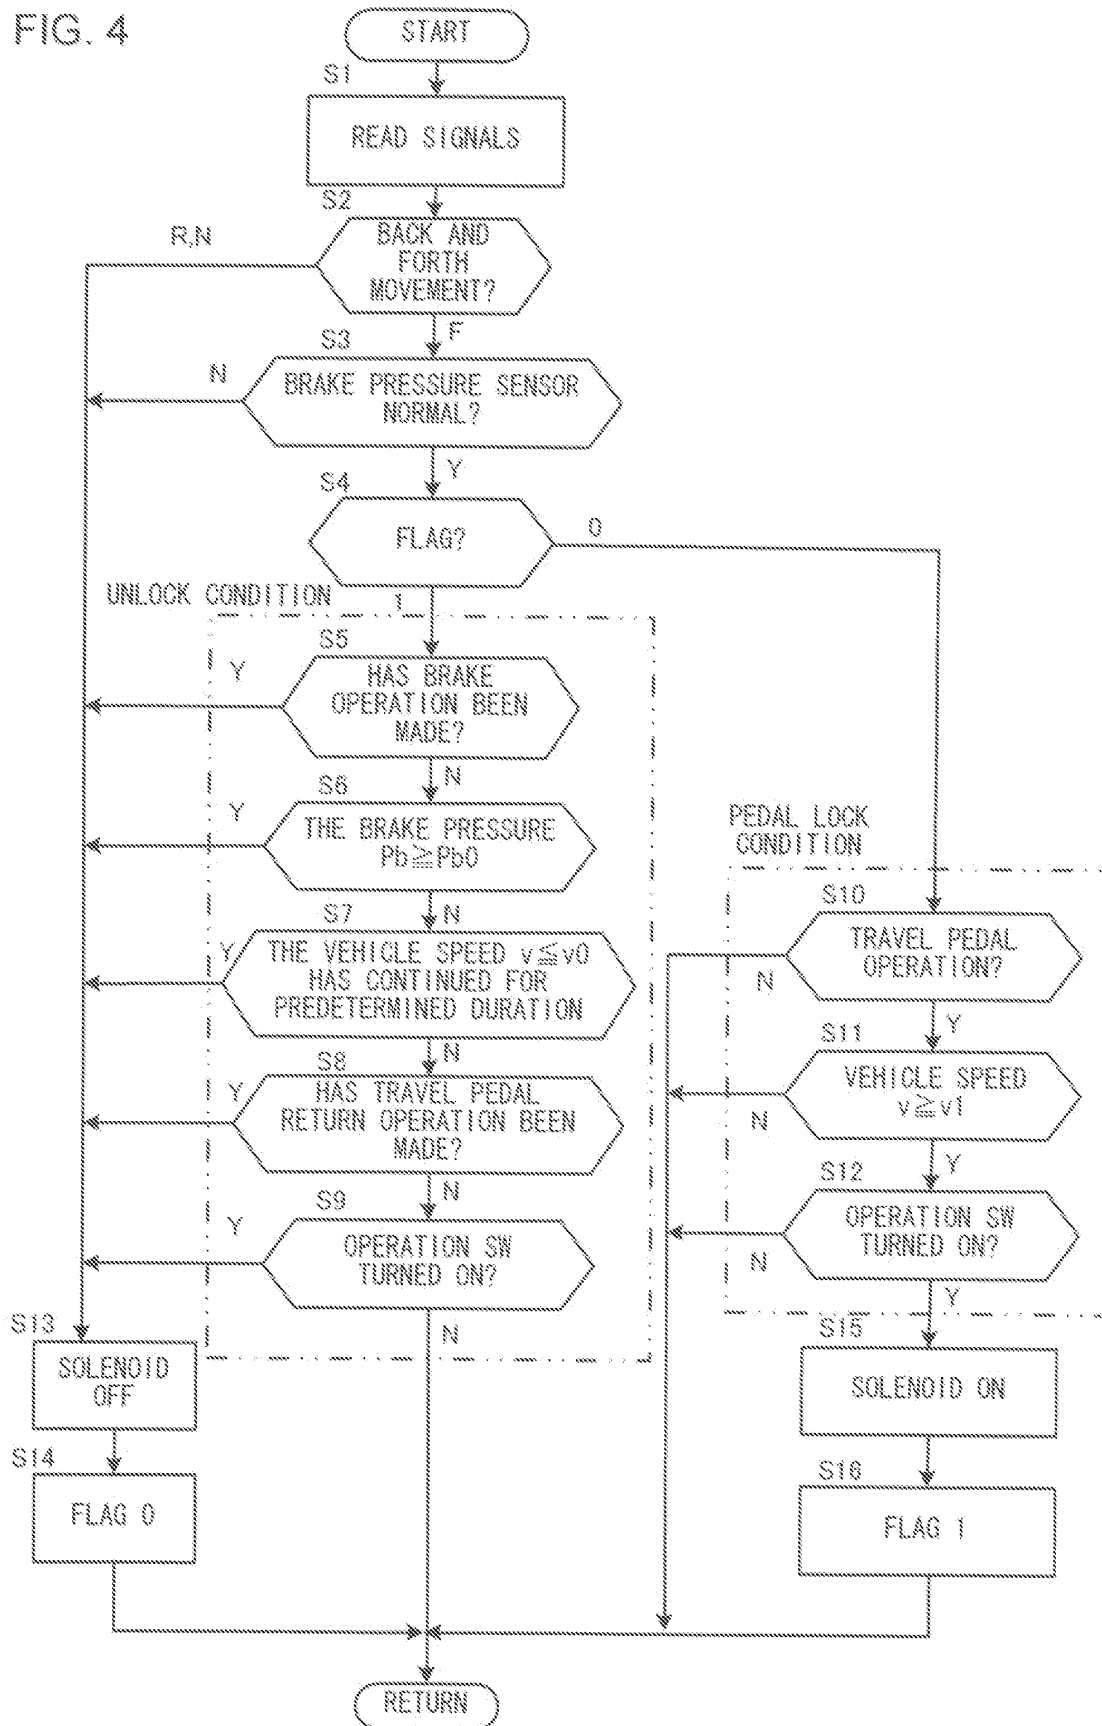 FIG. 4
START
S1
READ SIGNALS
S2
R,N
BACK AND
FORTH
MOVEMENT?
F
S3
N
BRAKE PRESSURE SENSOR
NORMAL?
Y
S4
FLAG?
0
1
UNLOCK CONDITION
S5
Y
HAS BRAKE
OPERATION BEEN
MADE?
N
S6
Y
THE BRAKE PRESSURE
Pb≧Pb0
N
S7
Y
THE VEHICLE SPEED v≦v0
HAS CONTINUED FOR
PREDETERMINED DURATION
N
S8
Y
HAS TRAVEL PEDAL
RETURN OPERATION BEEN
MADE?
N
S9
Y
OPERATION SW
TURNED ON?
N
PEDAL LOCK
CONDITION
S10
TRAVEL PEDAL
OPERATION?
N
Y
S11
VEHICLE SPEED
v≧v1
N
Y
S12
OPERATION SW
TURNED ON?
N
Y
S13
SOLENOID
OFF
S14
FLAG 0
S15
SOLENOID ON
S16
FLAG 1
RETURN